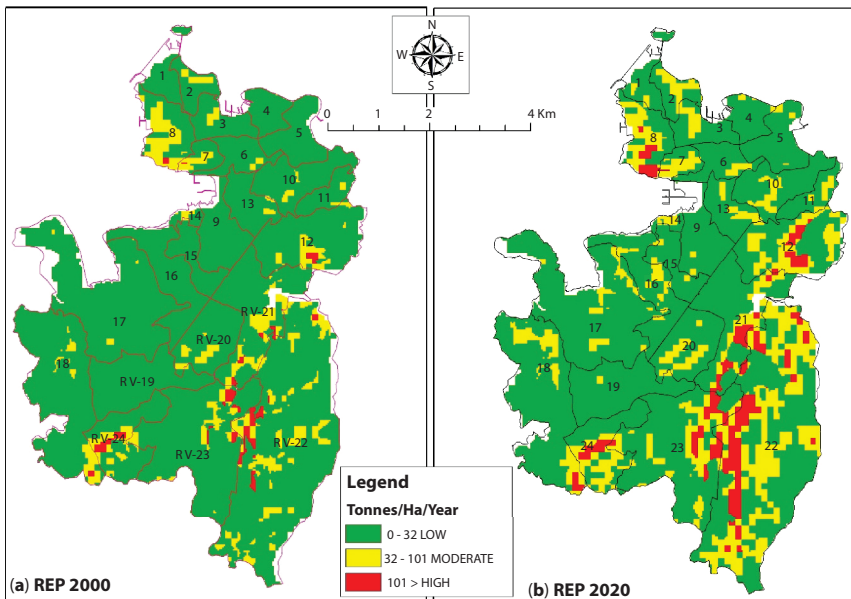 N
W E
S
0 2 4 Km
1
2
3
4
5
8
7
6
10
11
13
14
9
12
15
16
RV-21
17
RV-20
18
RV-19
RV-24
RV-23
RV-22
1
2
3
4
5
8
7
6
10
11
13
14
9
12
15
16
21
17
20
18
19
24
23
22
Legend
Tonnes/Ha/Year
0 - 32 LOW
32 - 101 MODERATE
101 > HIGH
(a) REP 2000
(b) REP 2020